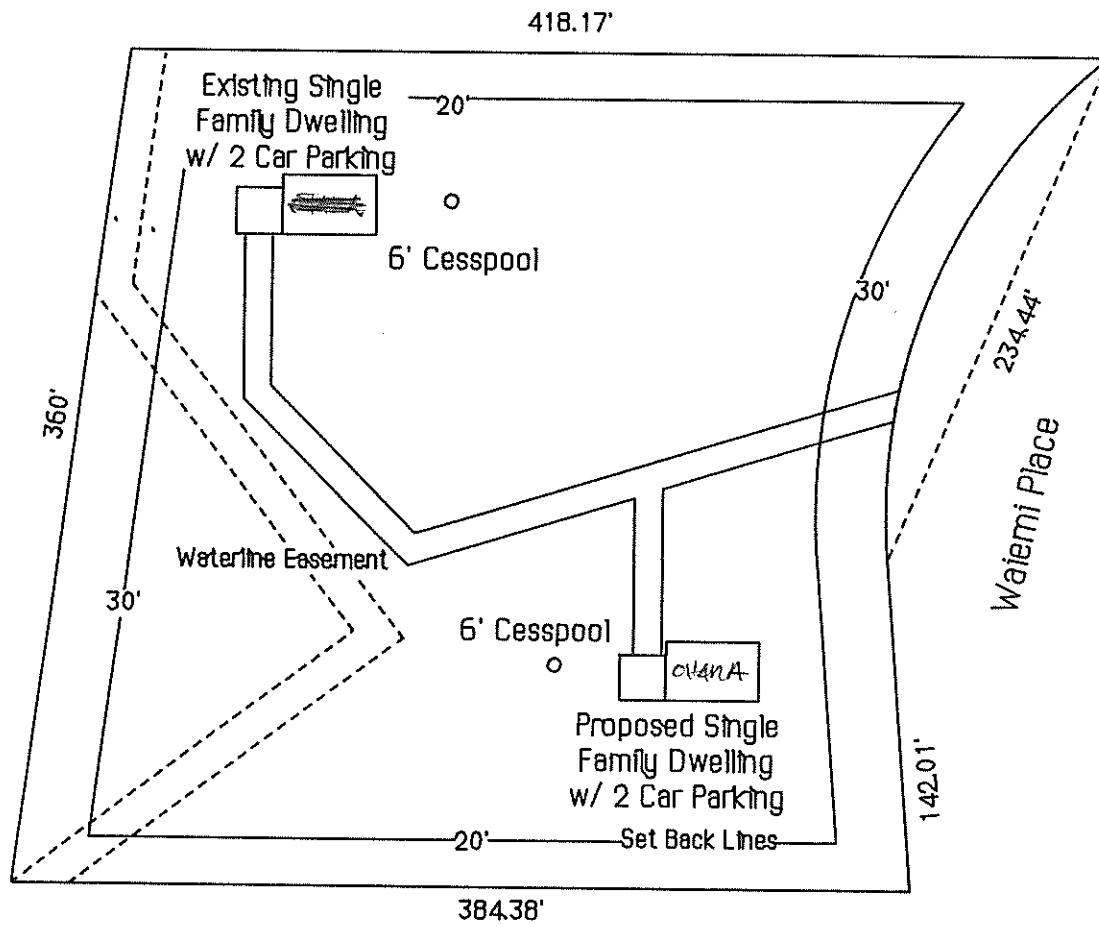 418.17'
Existing Single
Family Dwelling
w/ 2 Car Parking
20'
6' Cesspool
30'
234.44'
360'
Waiemi Place
Waterline Easement
30'
6' Cesspool
OHANA
Proposed Single
Family Dwelling
w/ 2 Car Parking
142.01'
20'
Set Back Lines
384.38'